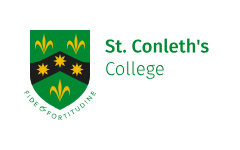 St. Conleth's
College
FIDE & FORTITUDINE